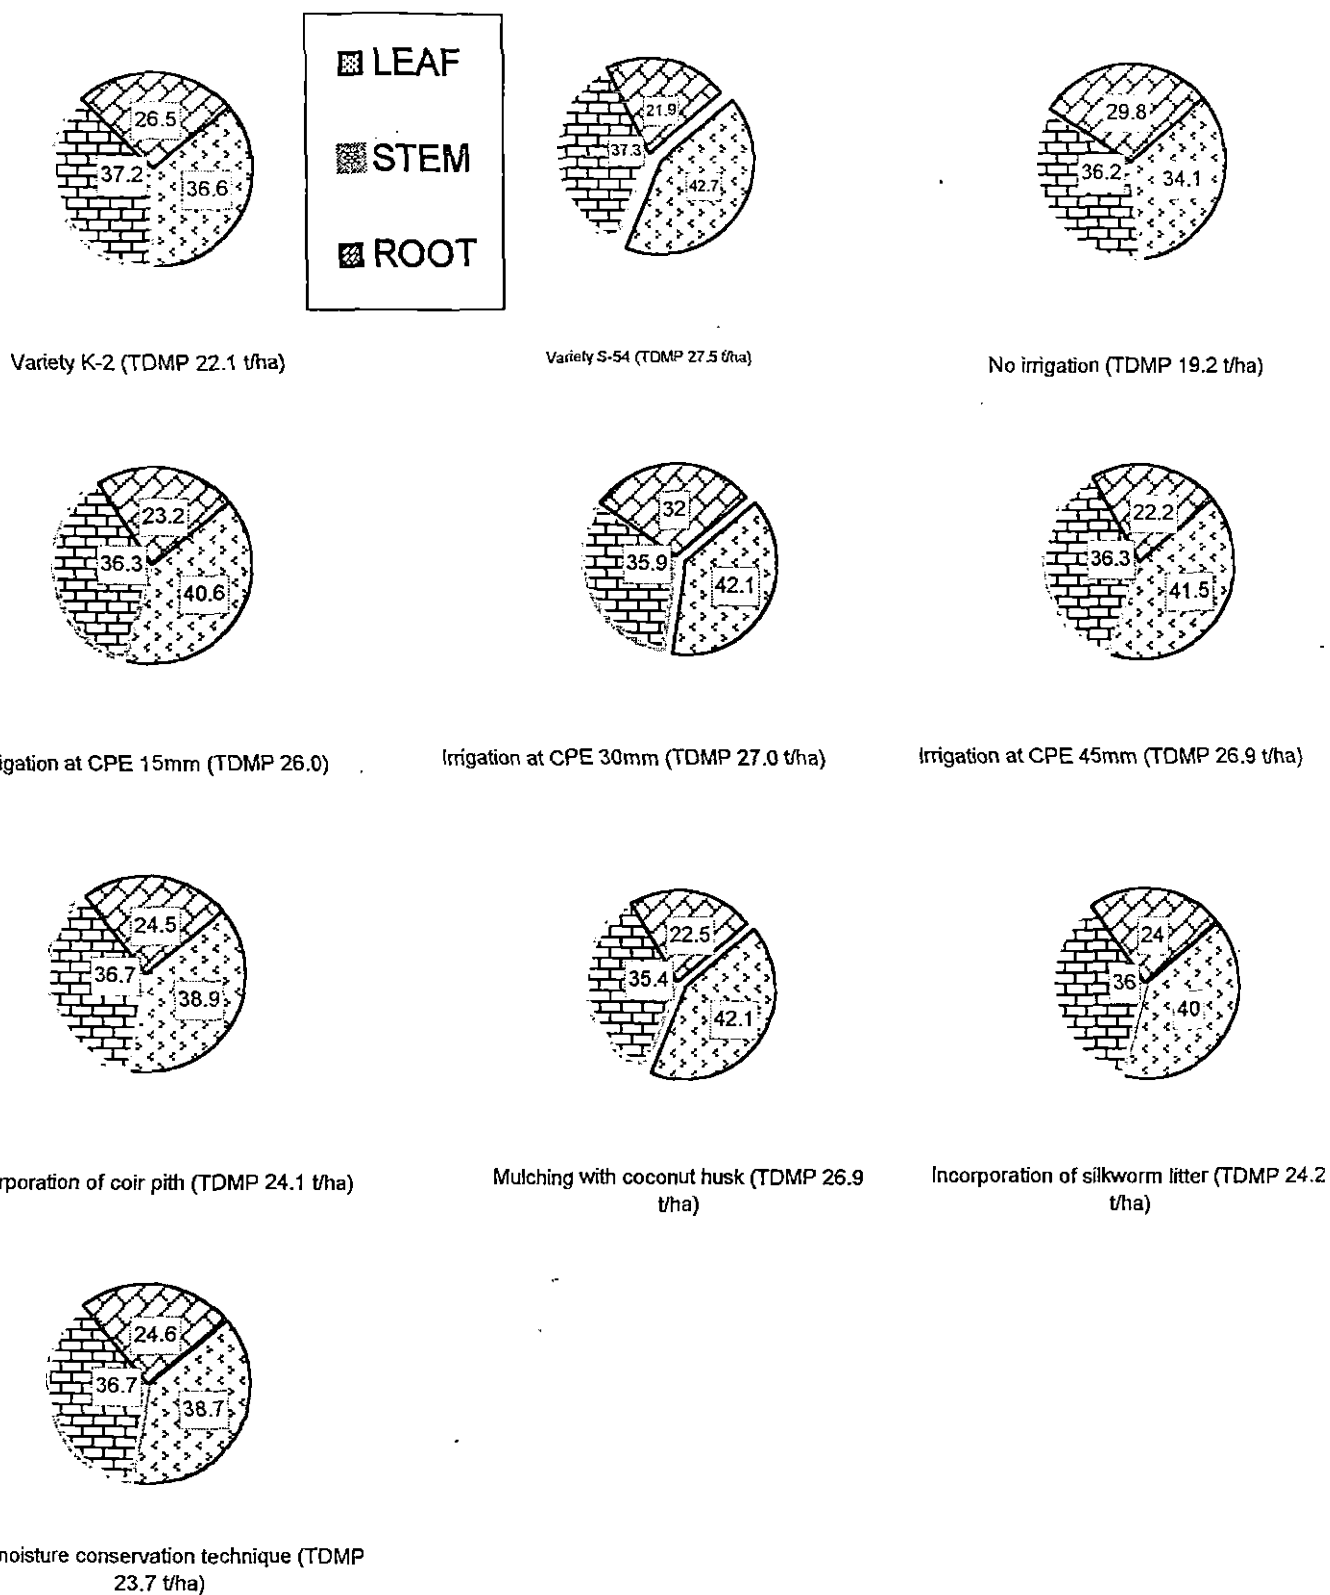 LEAF
STEM
ROOT
26.5
37.2
36.6
Variety K-2 (TDMP 22.1 t/ha)
21.9
37.3
42.7
Variety S-54 (TDMP 27.5 t/ha)
29.8
36.2
34.1
No irrigation (TDMP 19.2 t/ha)
23.2
36.3
40.6
igation at CPE 15mm (TDMP 26.0)
32
35.9
42.1
Irrigation at CPE 30mm (TDMP 27.0 t/ha)
22.2
36.3
41.5
Irrigation at CPE 45mm (TDMP 26.9 t/ha)
24.5
36.7
38.9
rporation of coir pith (TDMP 24.1 t/ha)
22.5
35.4
42.1
Mulching with coconut husk (TDMP 26.9
t/ha)
24
36
40
Incorporation of silkworm litter (TDMP 24.2
t/ha)
24.6
36.7
38.7
moisture conservation technique (TDMP
23.7 t/ha)